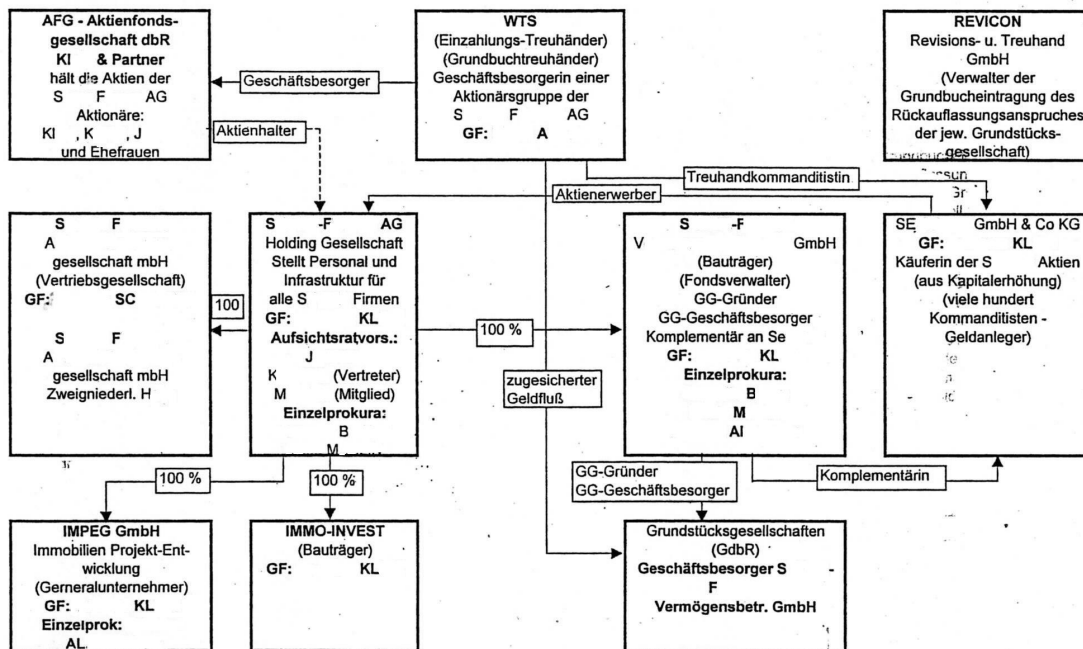 AFG - Aktienfonds-
gesellschaft dbR
KI & Partner
hält die Aktien der
S F AG
Aktionäre:
KI , K , J
und Ehefrauen
Geschäftsbesorger
WTS
(Einzahlungs-Treuhänder)
(Grundbuchtreuhänder)
Geschäftsbesorgerin einer
Aktionärsgruppe der
S F AG
GF: A
REVICON
Revisions- u. Treuhand
GmbH
(Verwalter der
Grundbucheintragung des
Rückauflassungsanspruches
der jew. Grundstücks-
gesellschaft)
Aktienhalter
Treuhandkommanditistin
Aktienerwerber
S F
A
gesellschaft mbH
(Vertriebsgesellschaft)
GF: SC
S F
A
gesellschaft mbH
Zweigniederl. H
100
S -F AG
Holding Gesellschaft
Stellt Personal und
Infrastruktur für
alle S Firmen
GF: KL
Aufsichtsratvors.:
J
K (Vertreter)
M (Mitglied)
Einzelprokura:
B
M
100 %
zugesicherter
Geldfluß
S -F
V GmbH
(Bauträger)
(Fondsverwalter)
GG-Gründer
GG-Geschäftsbesorger
Komplementär an Se
GF: KL
Einzelprokura:
B
M
Al
SE GmbH & Co KG
GF: KL
Käuferin der S Aktien
(aus Kapitalerhöhung)
(viele hundert
Kommanditisten -
Geldanleger)
100 %
100 %
GG-Gründer
GG-Geschäftsbesorger
Komplementärin
IMPEG GmbH
Immobilien Projekt-Ent-
wicklung
(Gerneralunternehmer)
GF: KL
Einzelprok:
AL
IMMO-INVEST
(Bauträger)
GF: KL
Grundstücksgesellschaften
(GdbR)
Geschäftsbesorger S -
F
Vermögensbetr. GmbH